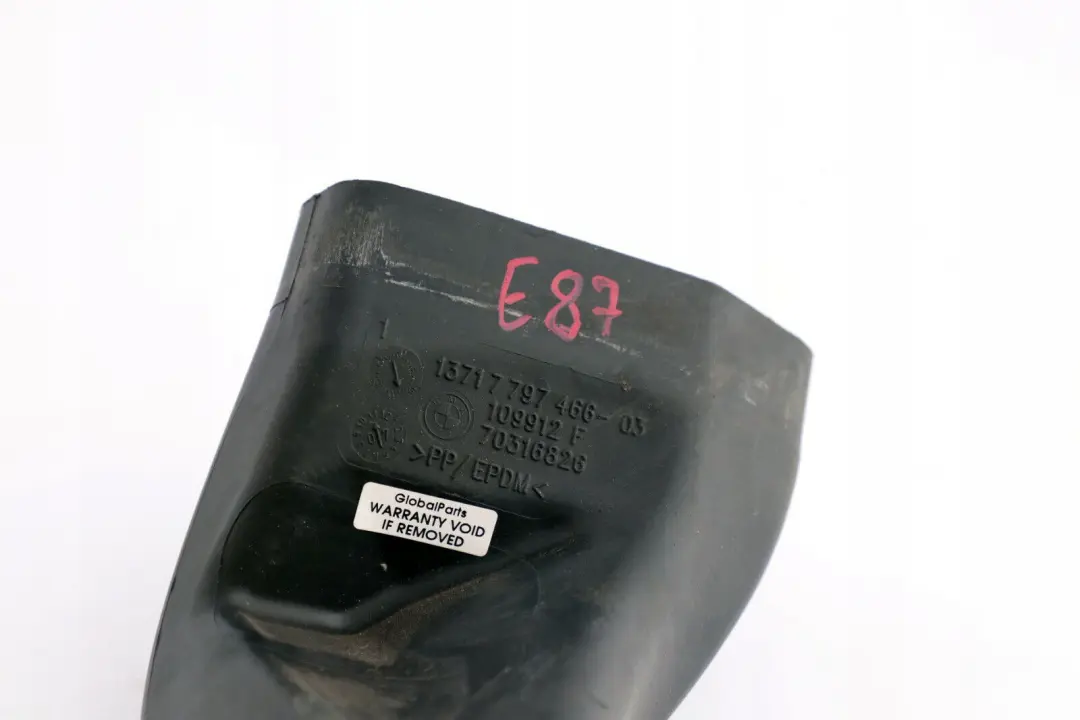 E87
1
13717 797 466-03
109912 F
70316826
>PP/EPDM<
GlobalParts
WARRANTY VOID
IF REMOVED